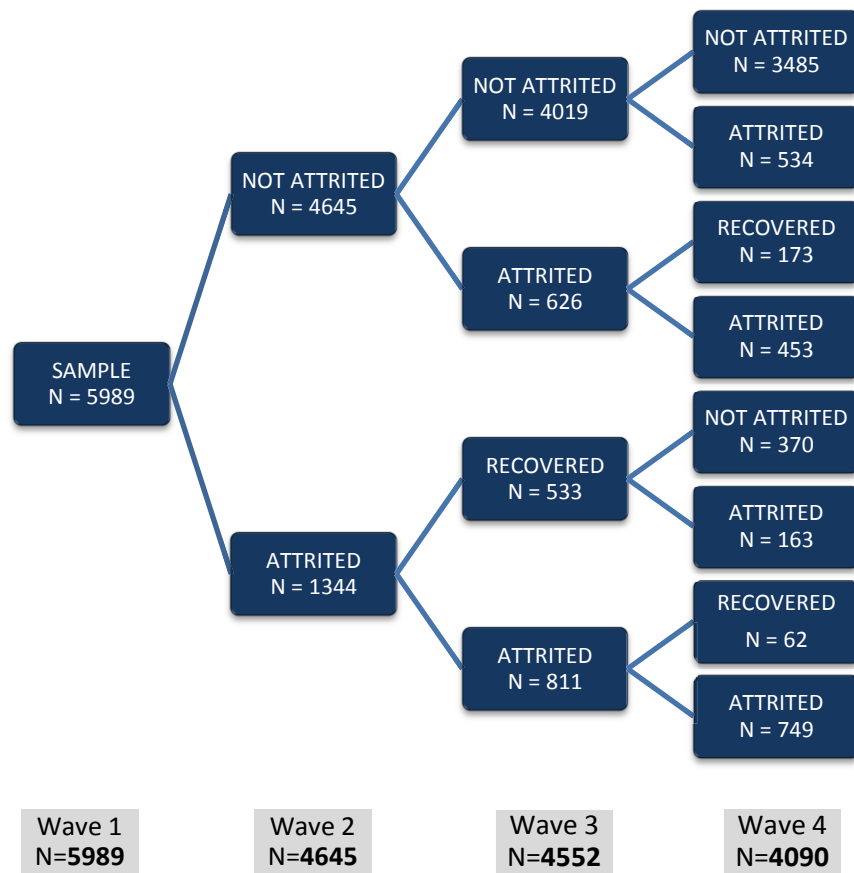 SAMPLE
N = 5989
NOT ATTRITED
N = 4645
ATTRITED
N = 1344
NOT ATTRITED
N = 4019
ATTRITED
N = 626
RECOVERED
N = 533
ATTRITED
N = 811
NOT ATTRITED
N = 3485
ATTRITED
N = 534
RECOVERED
N = 173
ATTRITED
N = 453
NOT ATTRITED
N = 370
ATTRITED
N = 163
RECOVERED
N = 62
ATTRITED
N = 749
Wave 1
N=5989
Wave 2
N=4645
Wave 3
N=4552
Wave 4
N=4090